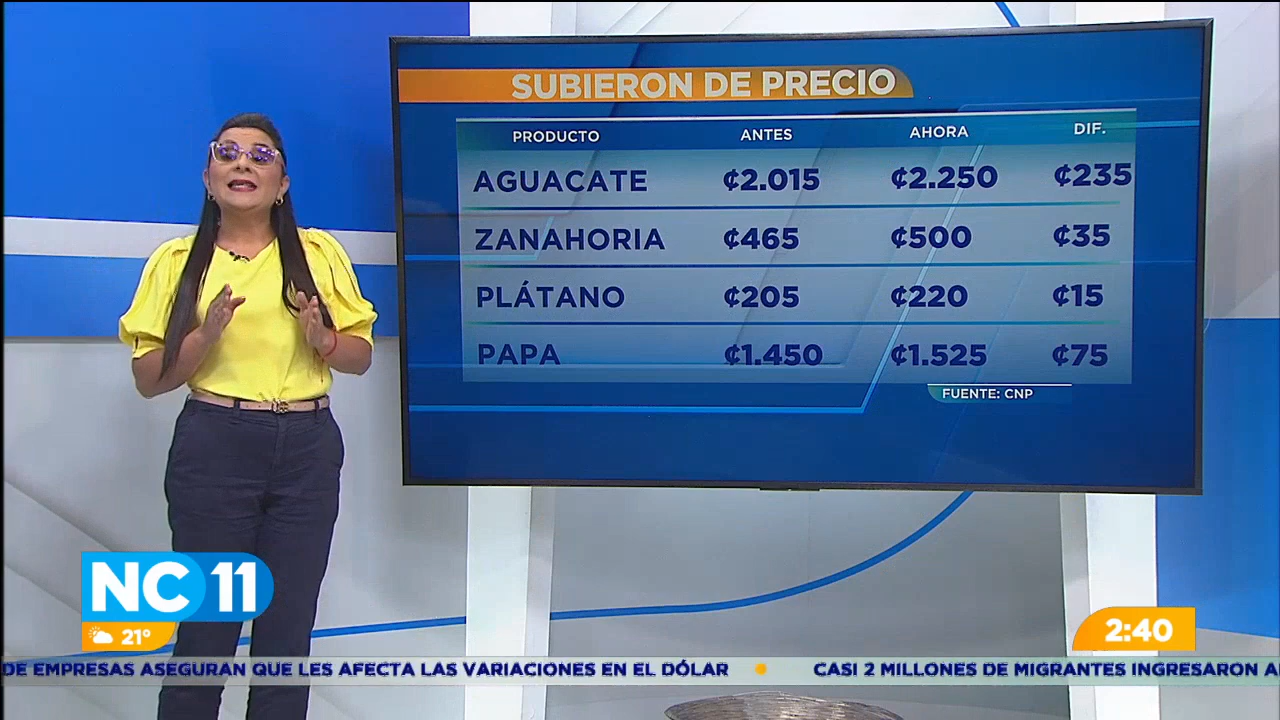 SUBIERON DE PRECIO
PRODUCTO ANTES AHORA DIF.
AGUACATE ₡2.015 ₡2.250 ₡235
ZANAHORIA ₡465 ₡500 ₡35
PLÁTANO ₡205 ₡220 ₡15
PAPA ₡1.450 ₡1.525 ₡75
FUENTE: CNP
NC 11
21°
2:40
DE EMPRESAS ASEGURAN QUE LES AFECTA LAS VARIACIONES EN EL DÓLAR CASI 2 MILLONES DE MIGRANTES INGRESARON A